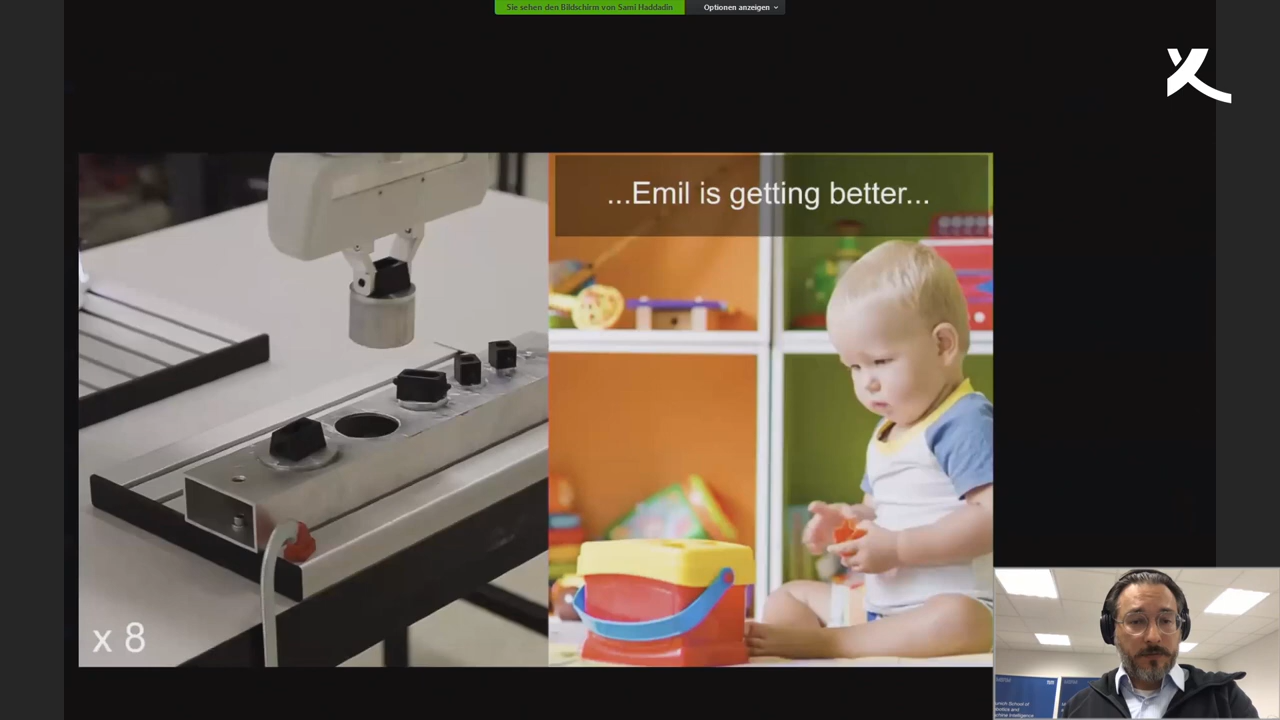 Sie sehen den Bildschirm von Sami Haddadin
Optionen anzeigen
...Emil is getting better...
x 8